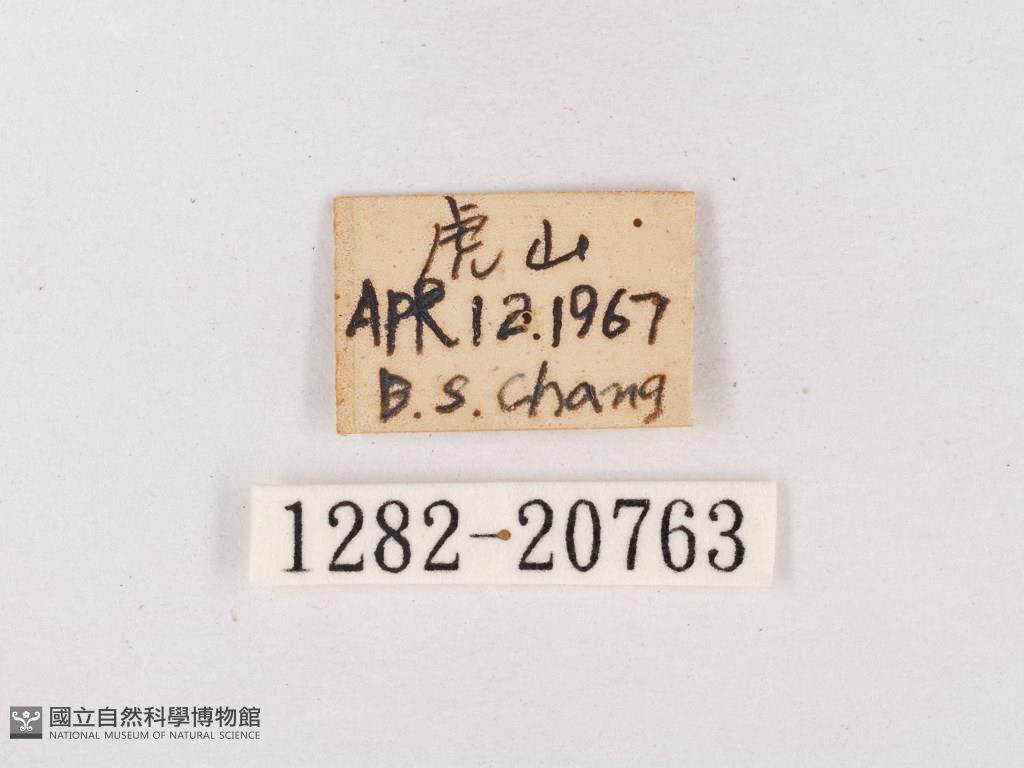 虎山
APR 12.1967
B.S. Chang
1282-20763
國立自然科學博物館
NATIONAL MUSEUM OF NATURAL SCIENCE